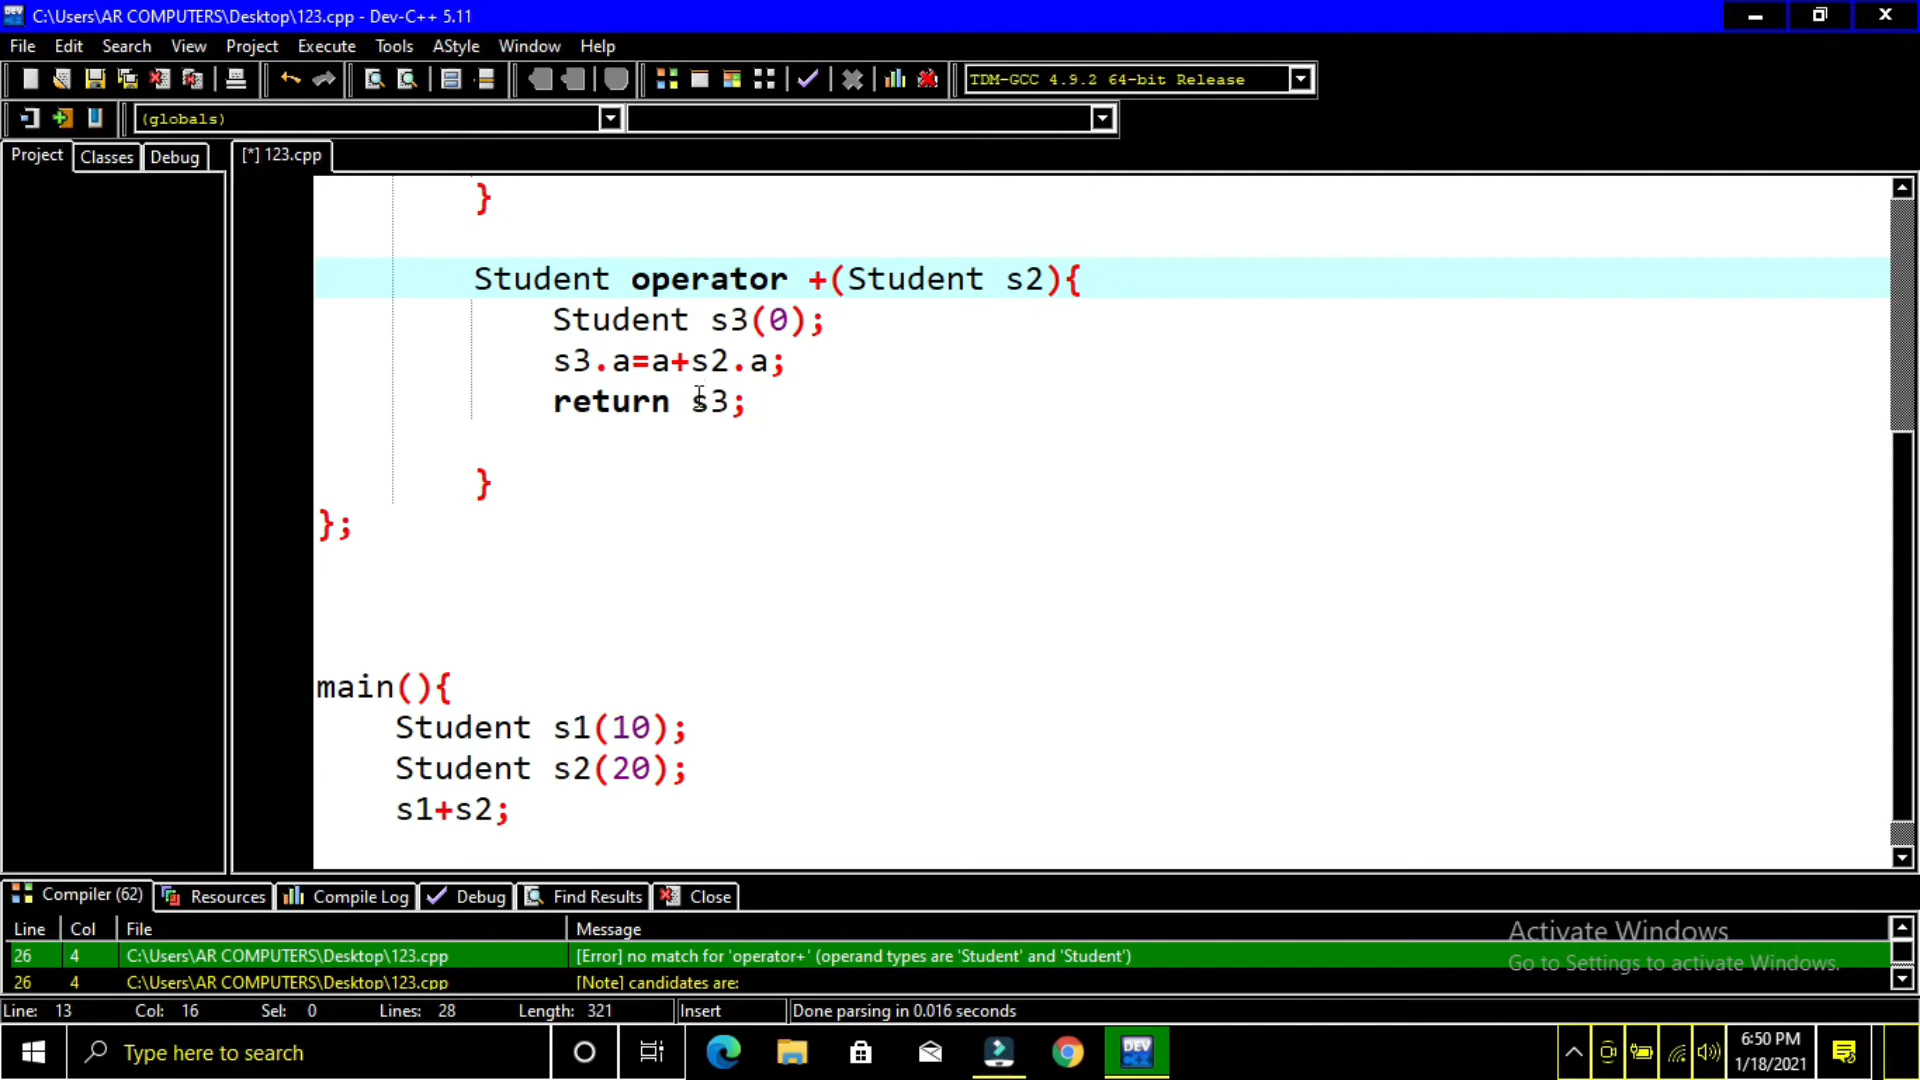 C:\Users\AR COMPUTERS\Desktop\123.cpp - Dev-C++ 5.11
File Edit Search View Project Execute Tools AStyle Window Help
TDM-GCC 4.9.2 64-bit Release
(globals)
Project Classes Debug [*] 123.cpp
}
Student operator +(Student s2){
Student s3(0);
s3.a=a+s2.a;
return s3;
}
};
main(){
Student s1(10);
Student s2(20);
s1+s2;
Compiler (62) Resources Compile Log Debug Find Results Close
Line Col File Message
26 4 C:\Users\AR COMPUTERS\Desktop\123.cpp [Error] no match for 'operator+' (operand types are 'Student' and 'Student')
26 4 C:\Users\AR COMPUTERS\Desktop\123.cpp [Note] candidates are:
Activate Windows
Go to Settings to activate Windows.
Line: 13 Col: 16 Sel: 0 Lines: 28 Length: 321 Insert Done parsing in 0.016 seconds
Type here to search
DEV C++
6:50 PM
1/18/2021